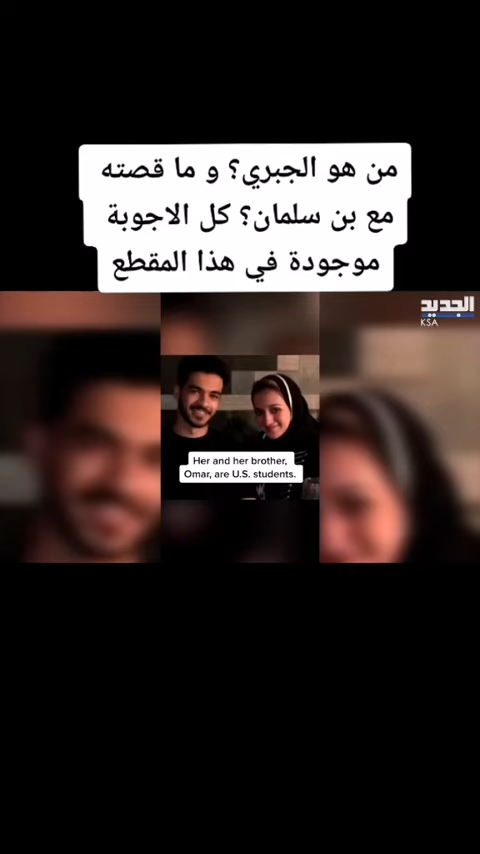 من هو الجبري؟ و ما قصته
مع بن سلمان؟ كل الاجوبة
موجودة في هذا المقطع
الجديد
KSA
Her and her brother,
Omar, are U.S. students.